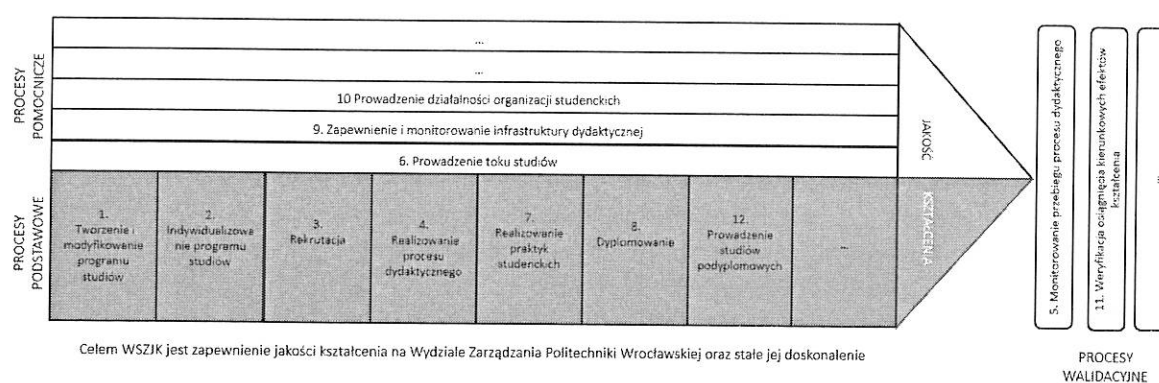 PROCESY
POMOCNICZE
...
...
10 Prowadzenie działalności organizacji studenckich
9. Zapewnienie i monitorowanie infrastruktury dydaktycznej
6. Prowadzenie toku studiów
PROCESY
PODSTAWOWE
1.
Tworzenie i
modyfikowanie
programu
studiów
2.
Indywidualizowa
nie programu
studiów
3.
Rekrutacja
4.
Realizowanie
procesu
dydaktycznego
7.
Realizowanie
praktyk
studenckich
8.
Dyplomowanie
12.
Prowadzenie
studiów
podyplomowych
...
JAKOŚĆ
KSZTAŁCENIA
5. Monitorowanie przebiegu procesu dydaktycznego
11. Weryfikacja osiągnięcia kierunkowych efektów
kształcenia
...
Celem WSZJK jest zapewnienie jakości kształcenia na Wydziale Zarządzania Politechniki Wrocławskiej oraz stałe jej doskonalenie
PROCESY
WALIDACYJNE